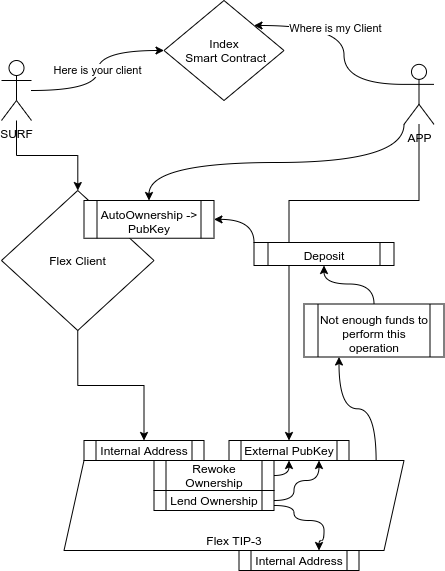 Where is my Client
Index
Smart Contract
Here is your client
SURF
APP
AutoOwnership ->
PubKey
Deposit
Flex Client
Not enough funds to
perform this
operation
Internal Address
External PubKey
Rewoke
Ownership
Lend Ownership
Flex TIP-3
Internal Address